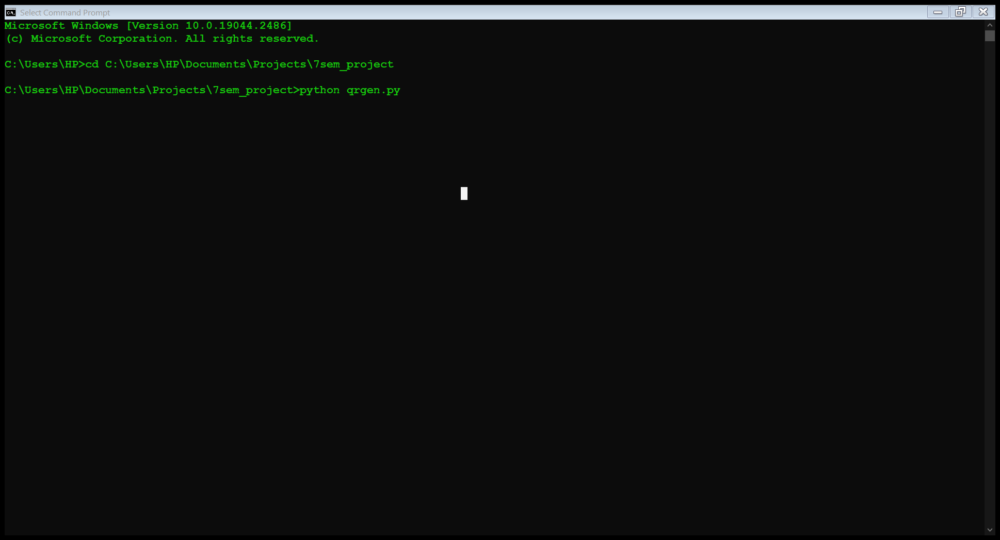 Select Command Prompt
Microsoft Windows [Version 10.0.19044.2486]
(c) Microsoft Corporation. All rights reserved.
C:\Users\HP>cd C:\Users\HP\Documents\Projects\7sem_project
C:\Users\HP\Documents\Projects\7sem_project>python qrgen.py